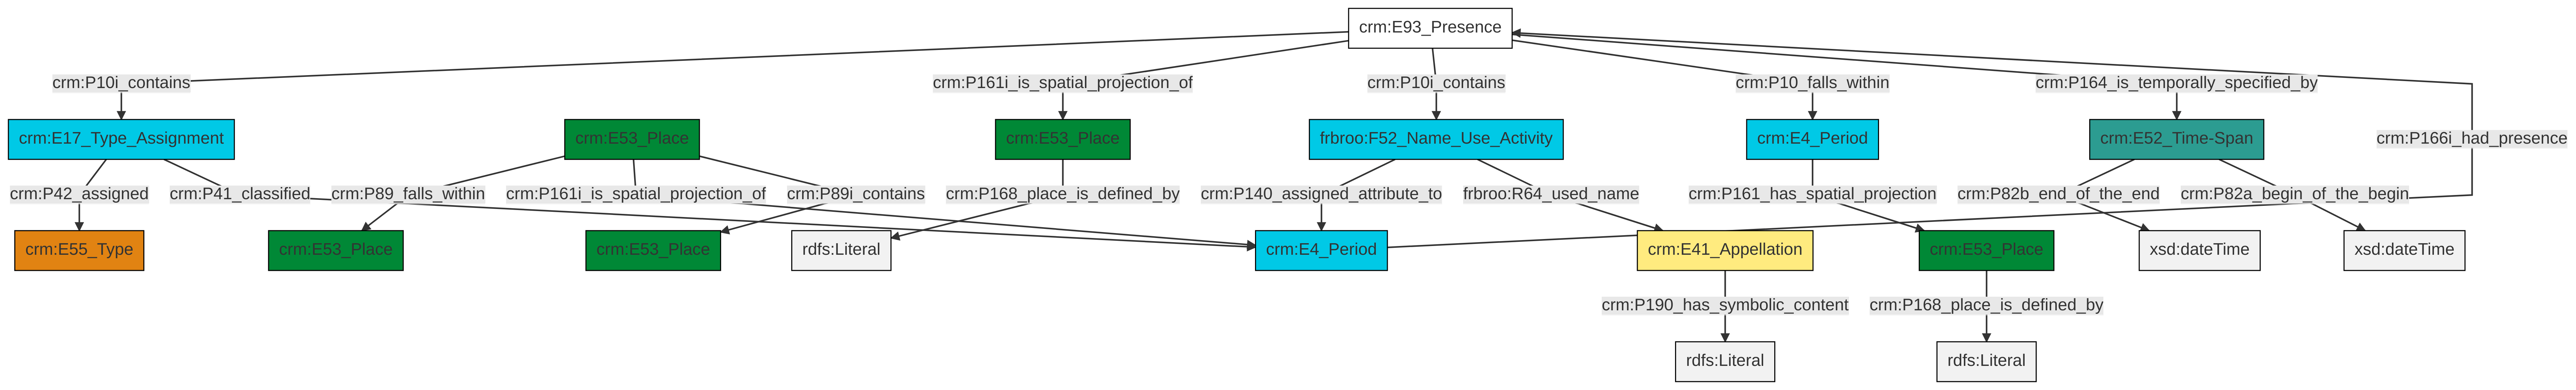 crm:E93_Presence
crm:P10i_contains
crm:P161i_is_spatial_projection_of
crm:P10i_contains
crm:P10_falls_within
crm:P164_is_temporally_specified_by
crm:E17_Type_Assignment
crm:E53_Place
crm:E53_Place
frbroo:F52_Name_Use_Activity
crm:E4_Period
crm:E52_Time-Span
crm:P166i_had_presence
crm:P42_assigned
crm:P41_classified
crm:P89_falls_within
crm:P161i_is_spatial_projection_of
crm:P89i_contains
crm:P168_place_is_defined_by
crm:P140_assigned_attribute_to
frbroo:R64_used_name
crm:P161_has_spatial_projection
crm:P82b_end_of_the_end
crm:P82a_begin_of_the_begin
crm:E55_Type
crm:E53_Place
crm:E53_Place
rdfs:Literal
crm:E4_Period
crm:E41_Appellation
crm:E53_Place
xsd:dateTime
xsd:dateTime
crm:P190_has_symbolic_content
crm:P168_place_is_defined_by
rdfs:Literal
rdfs:Literal